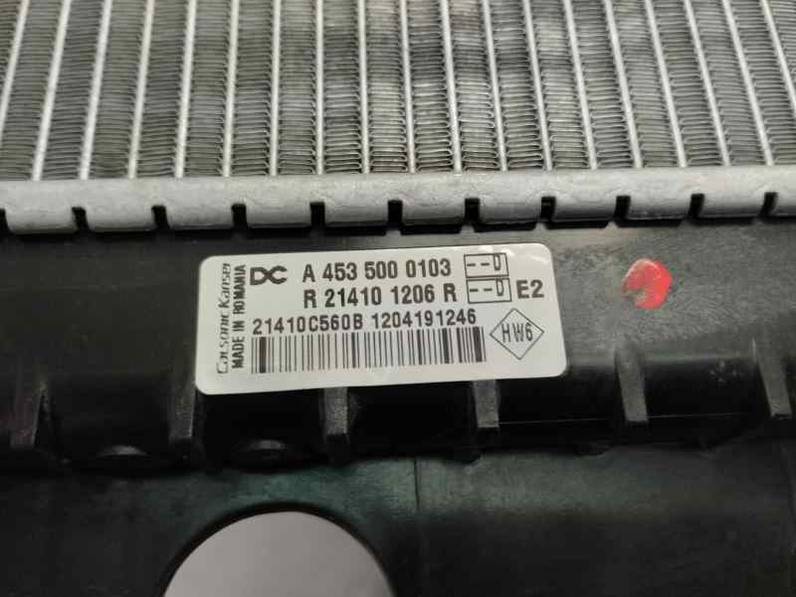 Calsonic Kansei
MADE IN ROMANIA
DC A 453 500 0103 --D
R 21410 1206 R --D E2
21410C560B 1204191246
HW6